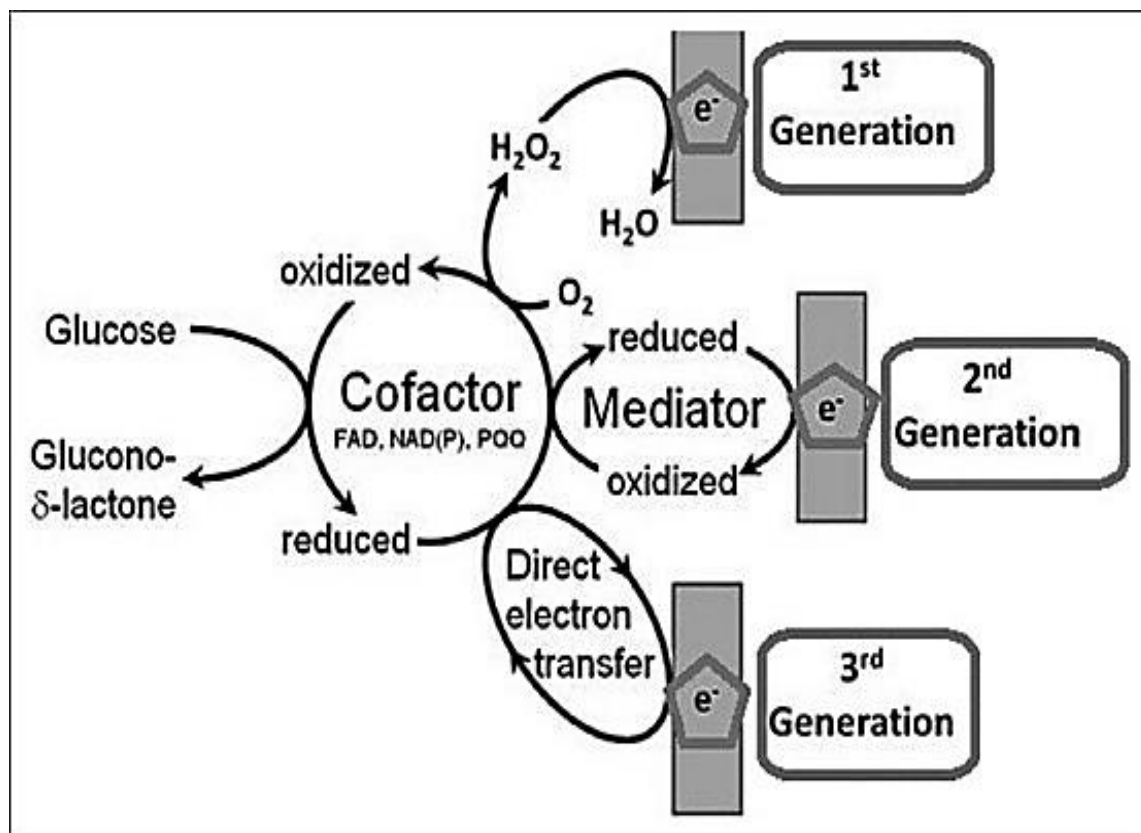 1st
Generation
e-
H2O2
H2O
oxidized
O2
Glucose
reduced
2nd
Generation
Cofactor
Mediator
e-
FAD, NAD(P), PQQ
Glucono-
δ-lactone
oxidized
reduced
Direct
electron
transfer
e-
3rd
Generation